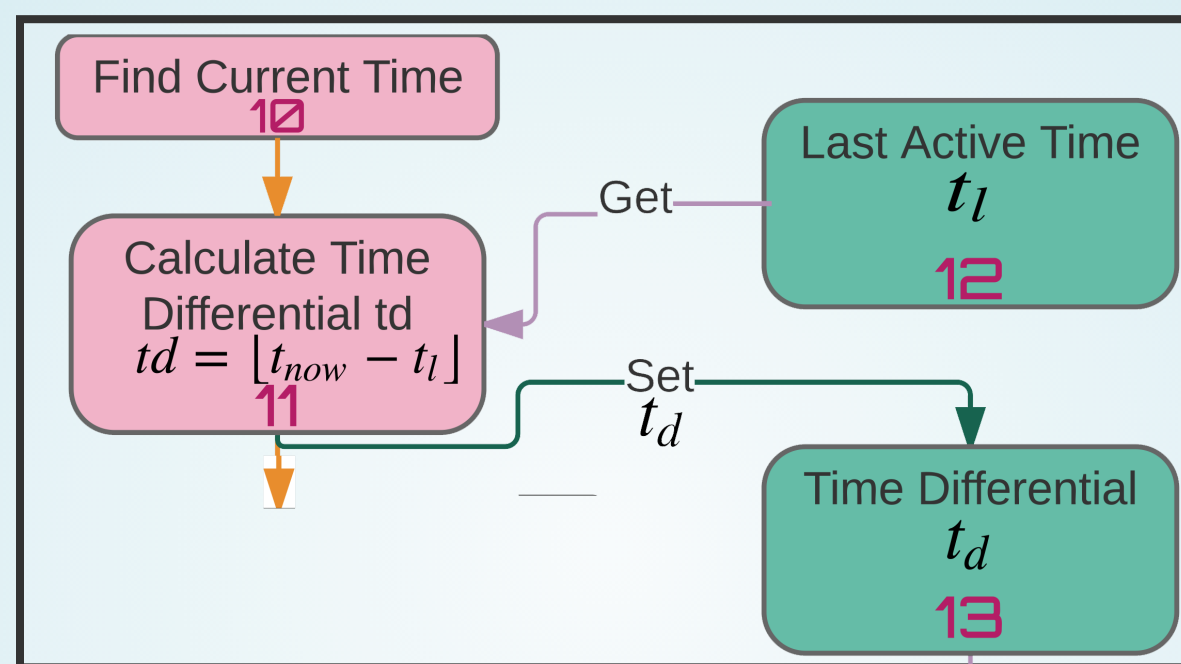 Find Current Time
10
Last Active Time
t_l
12
Get
Calculate Time
Differential td
td = ⌊t_now − t_l⌋
11
Set
t_d
Time Differential
t_d
13